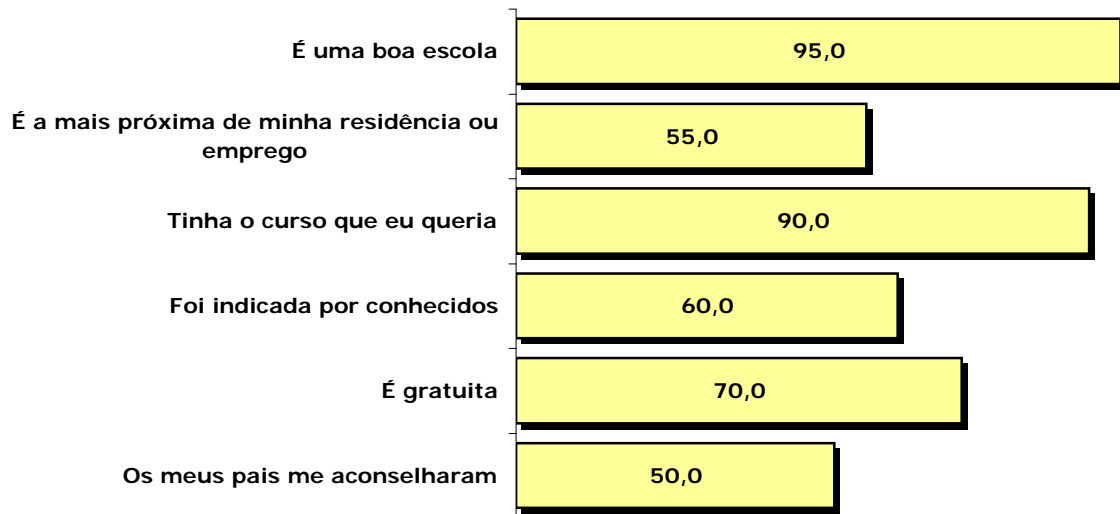 É uma boa escola
95,0
É a mais próxima de minha residência ou
emprego
55,0
Tinha o curso que eu queria
90,0
Foi indicada por conhecidos
60,0
É gratuita
70,0
Os meus pais me aconselharam
50,0